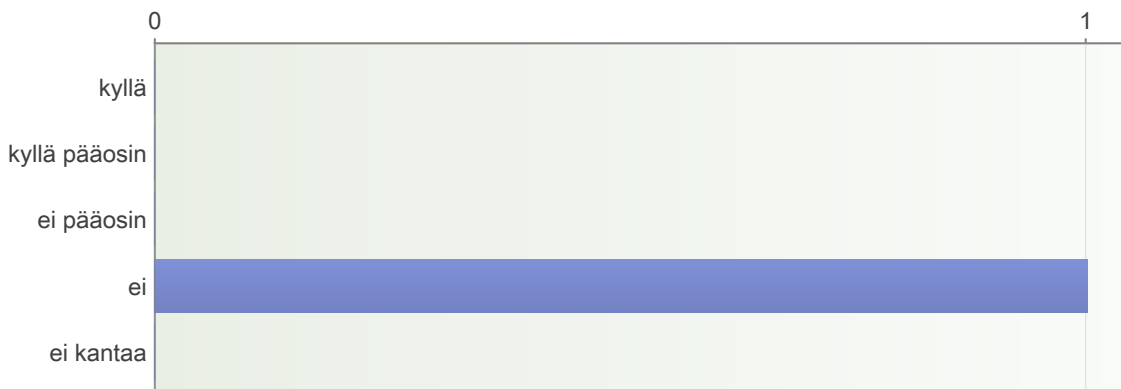 0 1
kyllä
kyllä pääosin
ei pääosin
ei
ei kantaa